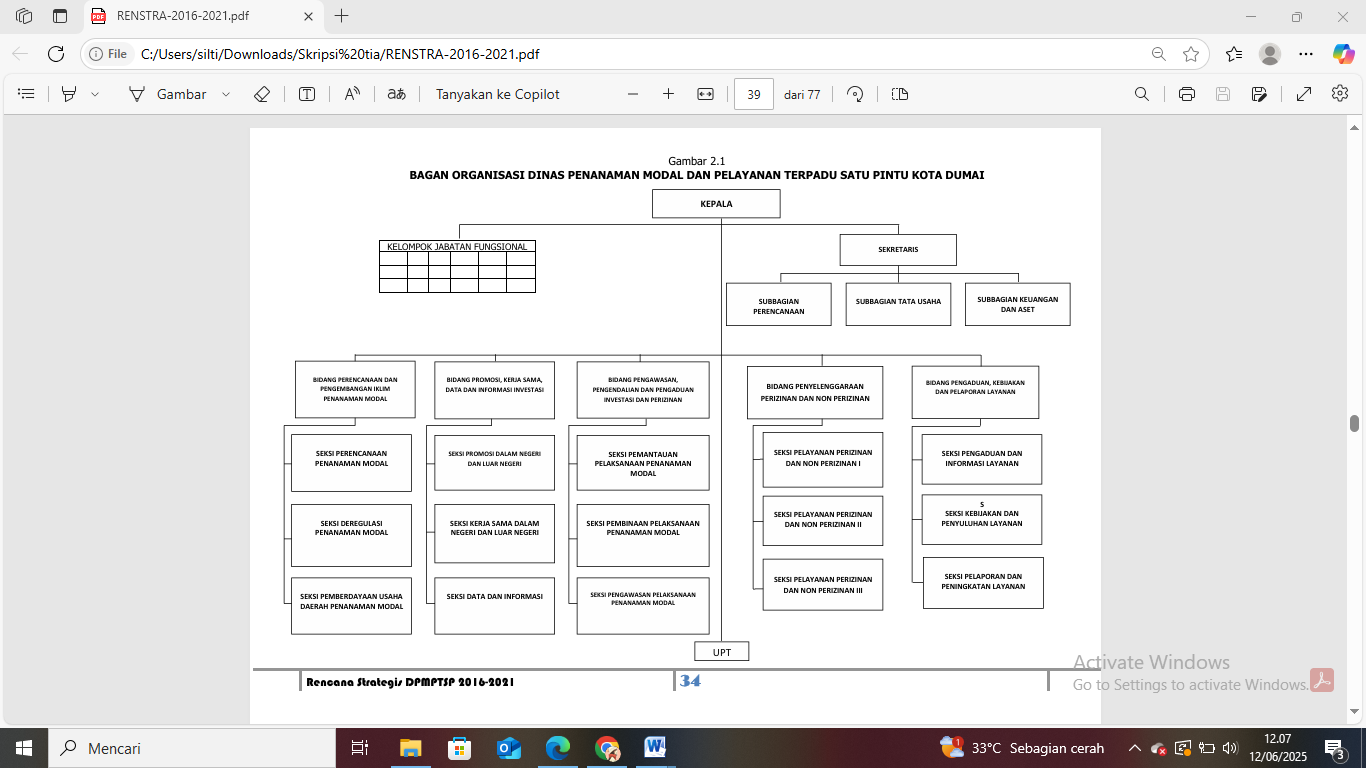 RENSTRA-2016-2021.pdf
File
C:/Users/silti/Downloads/Skripsi%20tia/RENSTRA-2016-2021.pdf
Gambar
aあ
Tanyakan ke Copilot
39
dari 77
Gambar 2.1
BAGAN ORGANISASI DINAS PENANAMAN MODAL DAN PELAYANAN TERPADU SATU PINTU KOTA DUMAI
KEPALA
KELOMPOK JABATAN FUNGSIONAL
SEKRETARIS
SUBBAGIAN
PERENCANAAN
SUBBAGIAN TATA USAHA
SUBBAGIAN KEUANGAN
DAN ASET
BIDANG PERENCANAAN DAN
PENGEMBANGAN IKLIM
PENANAMAN MODAL
BIDANG PROMOSI, KERJA SAMA,
DATA DAN INFORMASI INVESTASI
BIDANG PENGAWASAN,
PENGENDALIAN DAN PENGADUAN
INVESTASI DAN PERIZINAN
BIDANG PENYELENGGARAAN
PERIZINAN DAN NON PERIZINAN
BIDANG PENGADUAN, KEBIJAKAN
DAN PELAPORAN LAYANAN
SEKSI PERENCANAAN
PENANAMAN MODAL
SEKSI PROMOSI DALAM NEGERI
DAN LUAR NEGERI
SEKSI PEMANTAUAN
PELAKSANAAN PENANAMAN
MODAL
SEKSI PELAYANAN PERIZINAN
DAN NON PERIZINAN I
SEKSI PENGADUAN DAN
INFORMASI LAYANAN
SEKSI DEREGULASI
PENANAMAN MODAL
SEKSI KERJA SAMA DALAM
NEGERI DAN LUAR NEGERI
SEKSI PEMBINAAN PELAKSANAAN
PENANAMAN MODAL
SEKSI PELAYANAN PERIZINAN
DAN NON PERIZINAN II
S
SEKSI KEBIJAKAN DAN
PENYULUHAN LAYANAN
SEKSI PEMBERDAYAAN USAHA
DAERAH PENANAMAN MODAL
SEKSI DATA DAN INFORMASI
SEKSI PENGAWASAN PELAKSANAAN
PENANAMAN MODAL
SEKSI PELAYANAN PERIZINAN
DAN NON PERIZINAN III
SEKSI PELAPORAN DAN
PENINGKATAN LAYANAN
UPT
Rencana Strategis DPMPTSP 2016-2021
34
Activate Windows
Go to Settings to activate Windows.
Mencari
33°C Sebagian cerah
12.07
12/06/2025
1
3